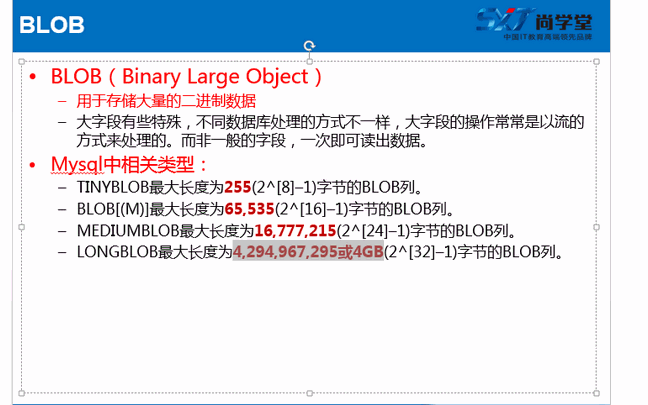 BLOB
SXT 尚学堂
中国IT教育高端领先品牌
• BLOB（Binary Large Object）
– 用于存储大量的二进制数据
– 大字段有些特殊，不同数据库处理的方式不一样，大字段的操作常常是以流的
方式来处理的。而非一般的字段，一次即可读出数据。
• Mysql中相关类型：
– TINYBLOB最大长度为255(2^[8]–1)字节的BLOB列。
– BLOB[(M)]最大长度为65,535(2^[16]–1)字节的BLOB列。
– MEDIUMBLOB最大长度为16,777,215(2^[24]–1)字节的BLOB列。
– LONGBLOB最大长度为4,294,967,295或4GB(2^[32]–1)字节的BLOB列。